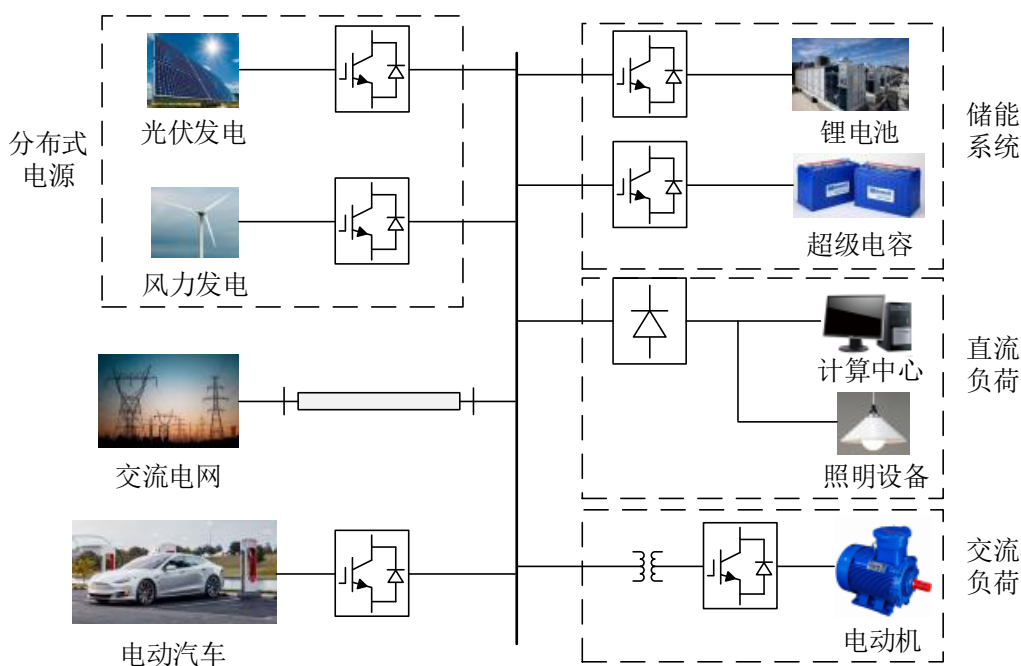 分布式
电源
光伏发电
风力发电
交流电网
电动汽车
储能
系统
锂电池
超级电容
直流
负荷
计算中心
照明设备
交流
负荷
电动机